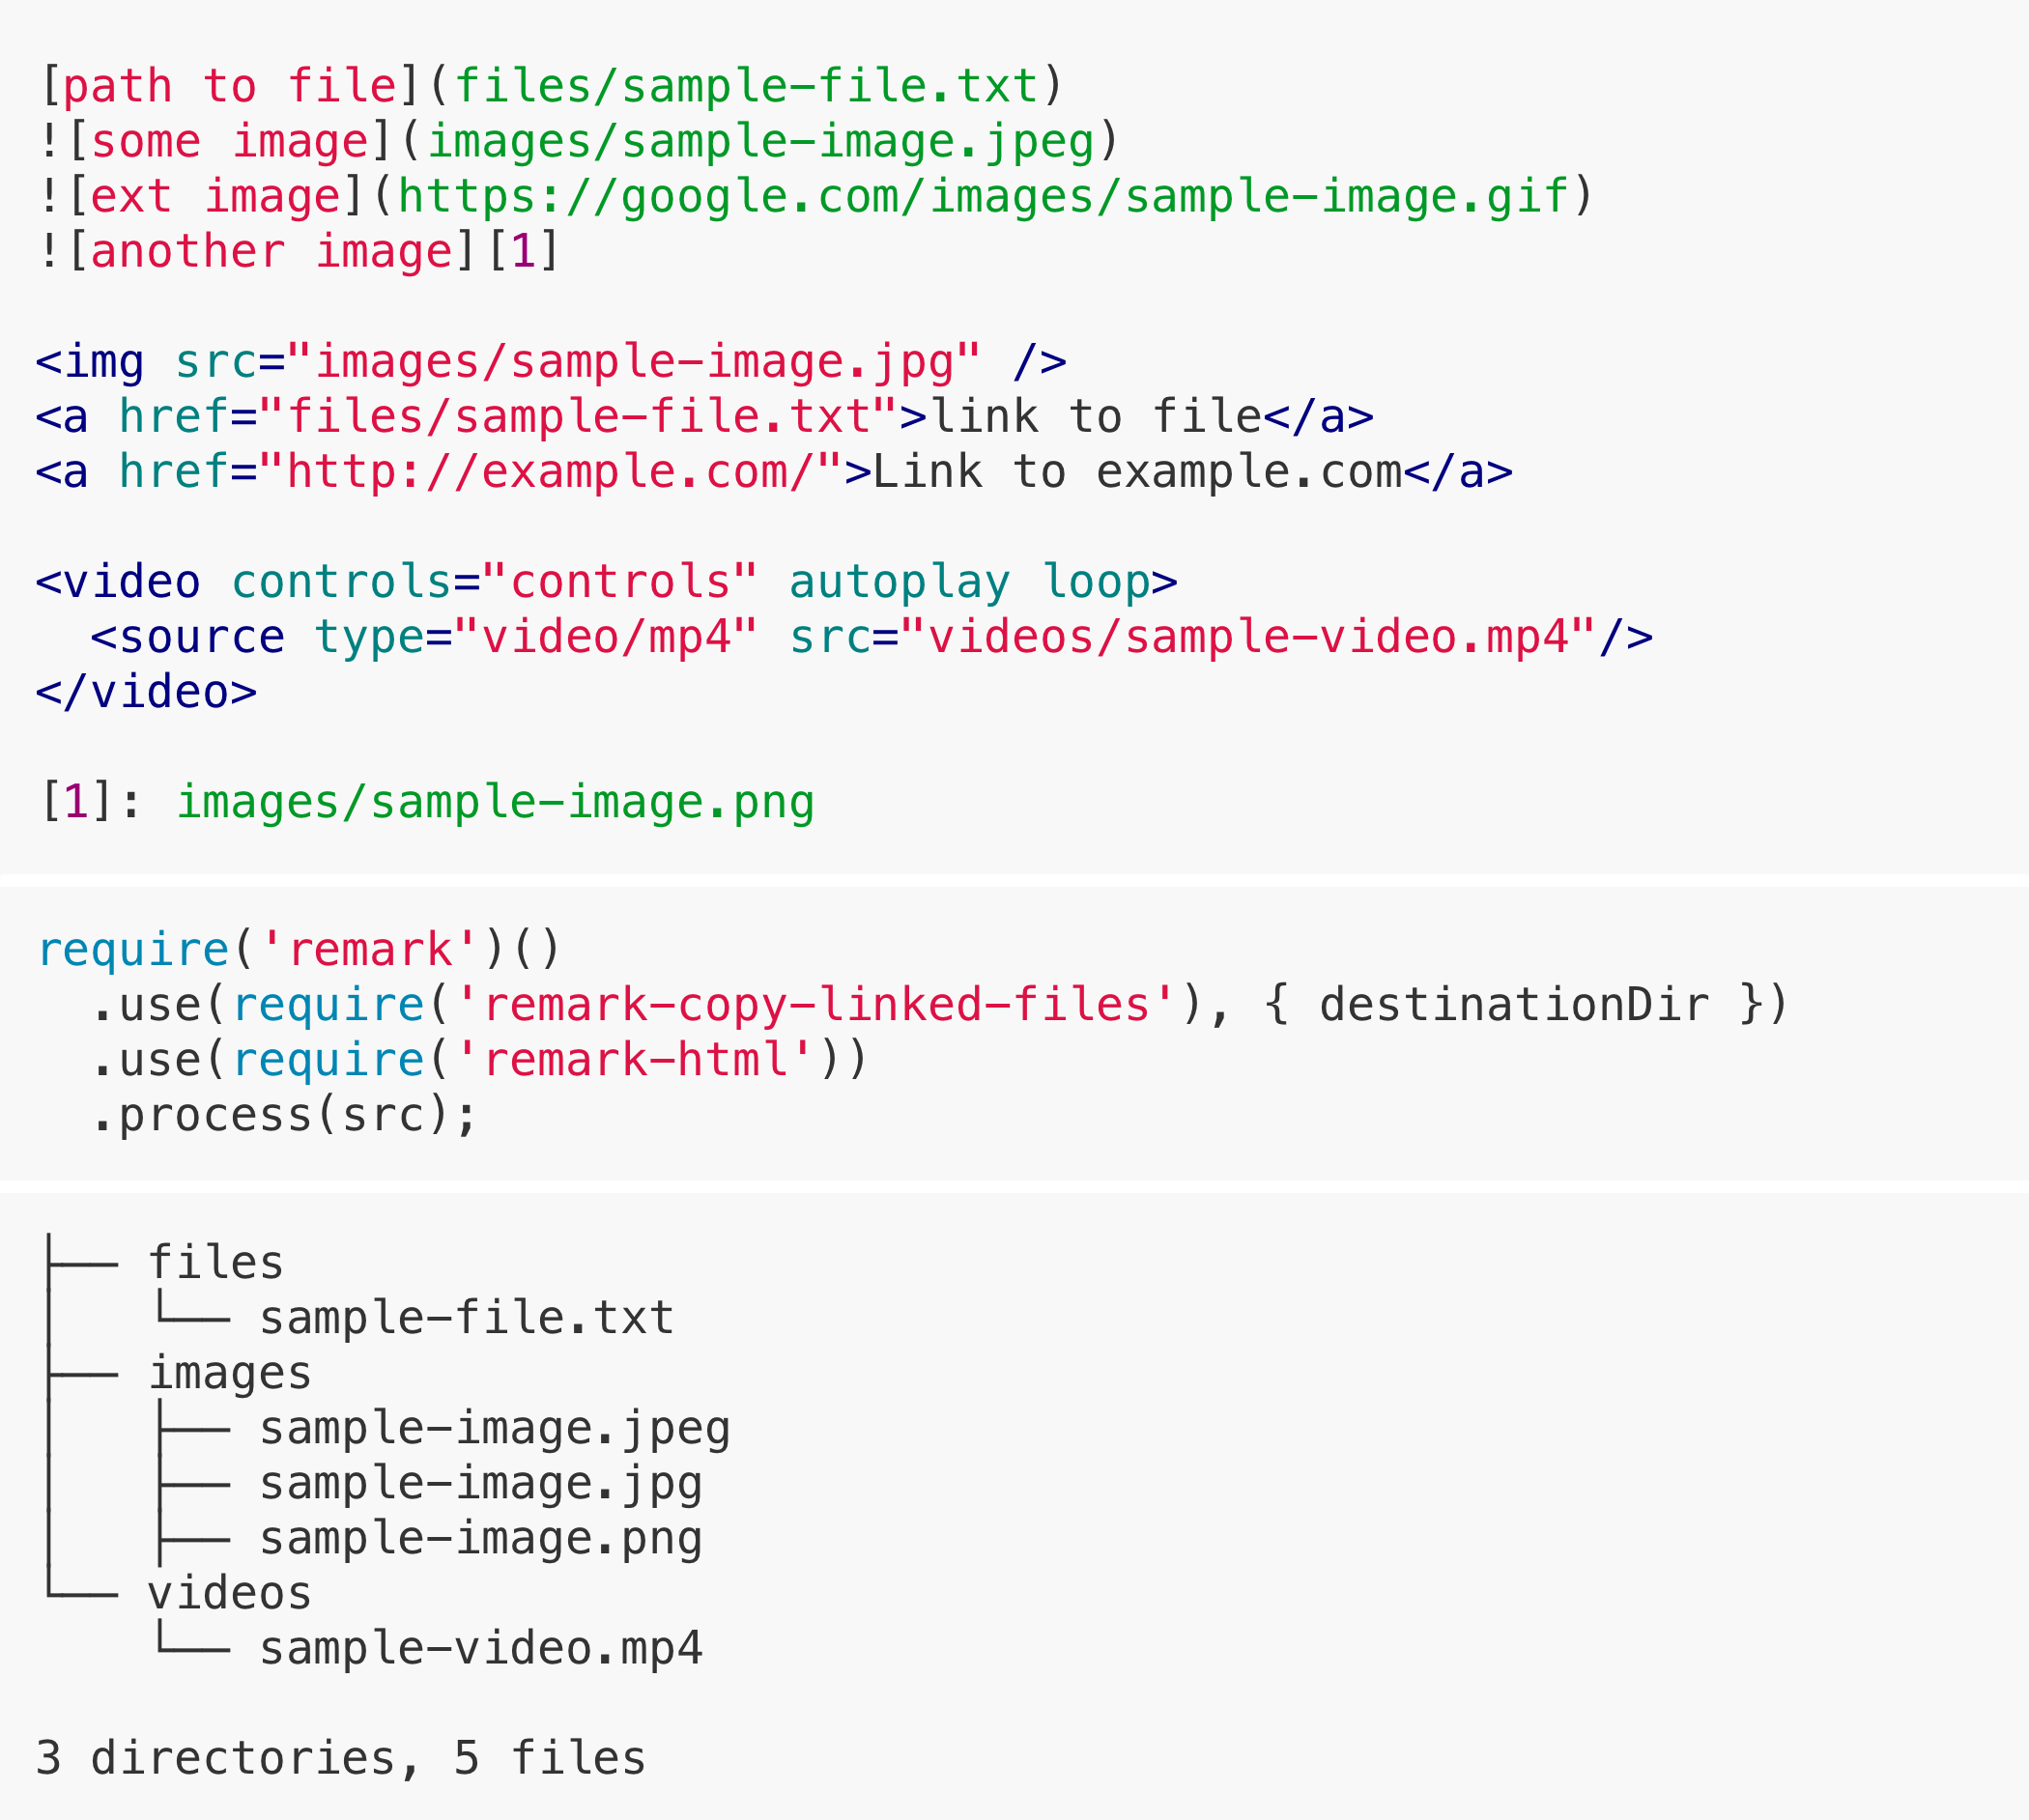 [path to file](files/sample-file.txt)
![some image](images/sample-image.jpeg)
![ext image](https://google.com/images/sample-image.gif)
![another image][1]

<img src="images/sample-image.jpg" />
<a href="files/sample-file.txt">link to file</a>
<a href="http://example.com/">Link to example.com</a>

<video controls="controls" autoplay loop>
  <source type="video/mp4" src="videos/sample-video.mp4"/>
</video>

[1]: images/sample-image.png

require('remark')()
  .use(require('remark-copy-linked-files'), { destinationDir })
  .use(require('remark-html'))
  .process(src);

├── files
│   └── sample-file.txt
├── images
│   ├── sample-image.jpeg
│   ├── sample-image.jpg
│   ├── sample-image.png
└── videos
    └── sample-video.mp4

3 directories, 5 files